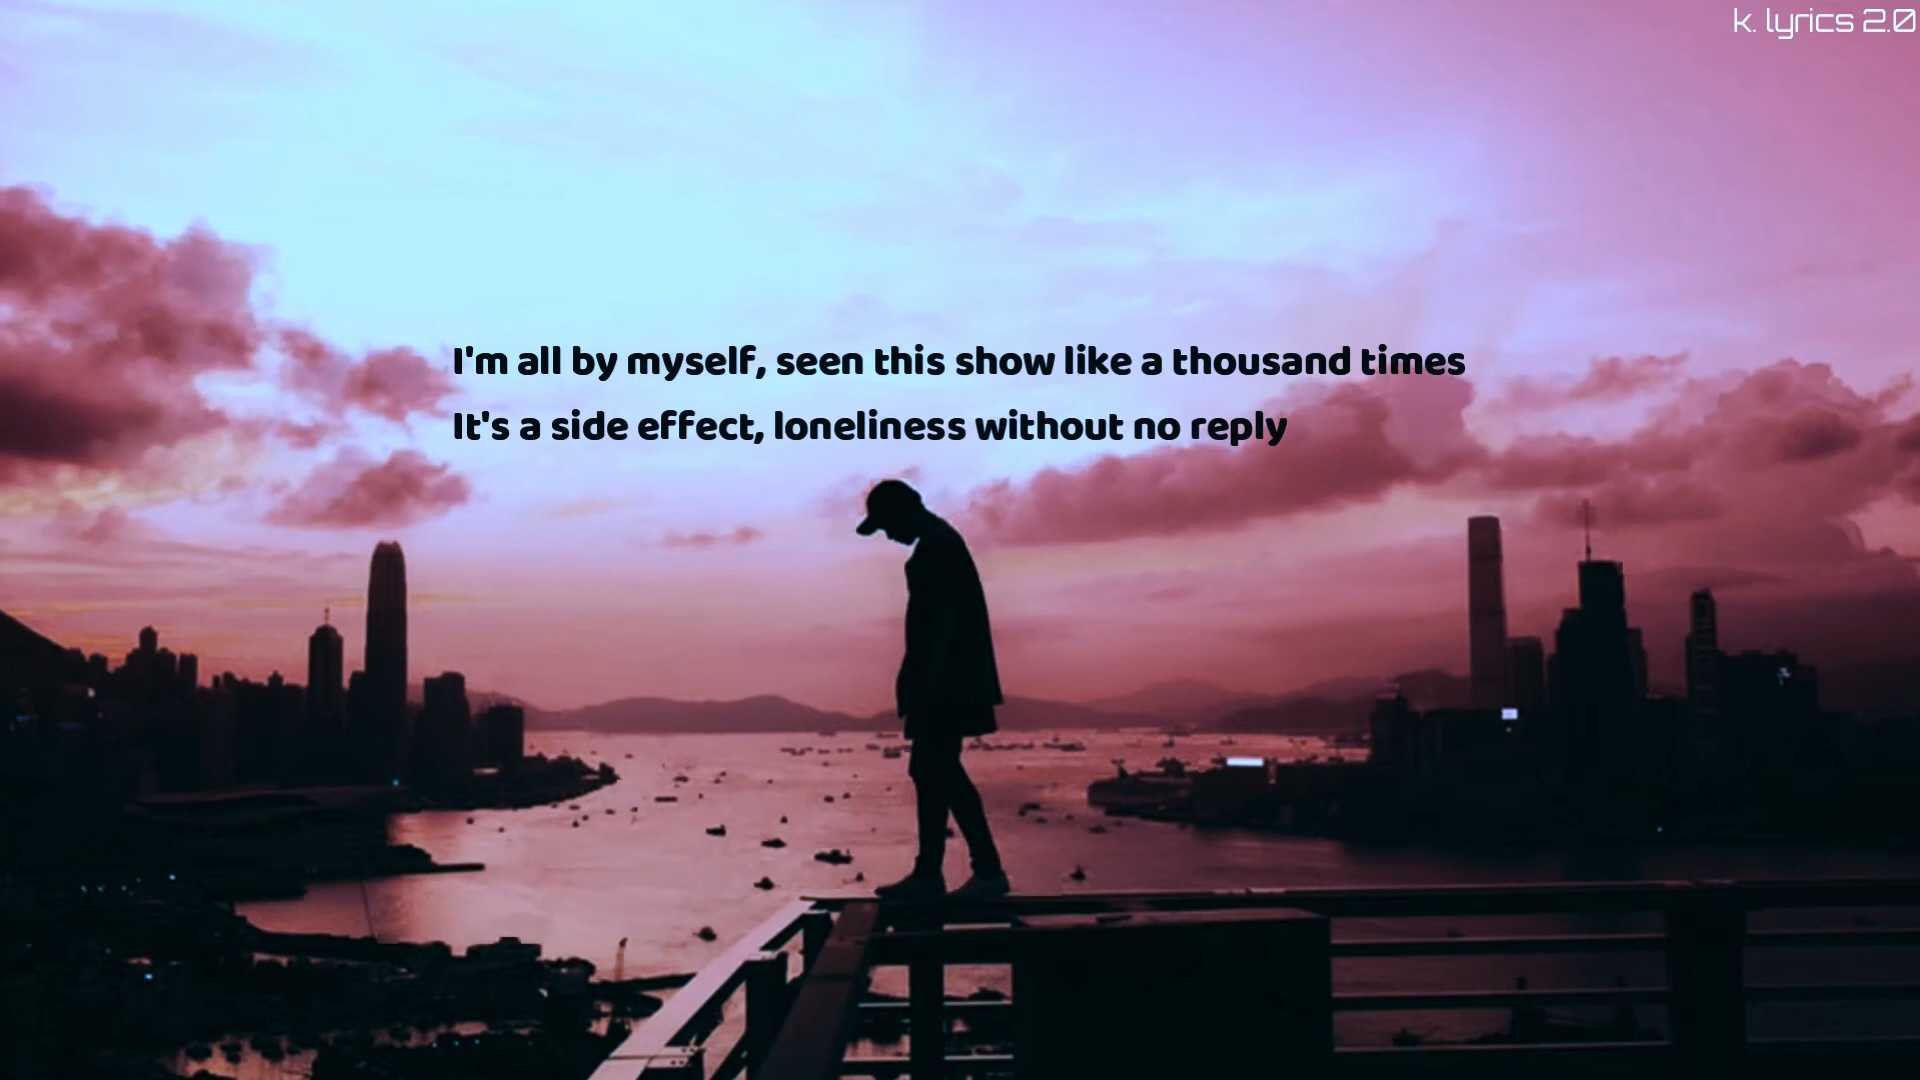 k. lyrics 2.0
I'm all by myself, seen this show like a thousand times
It's a side effect, loneliness without no reply